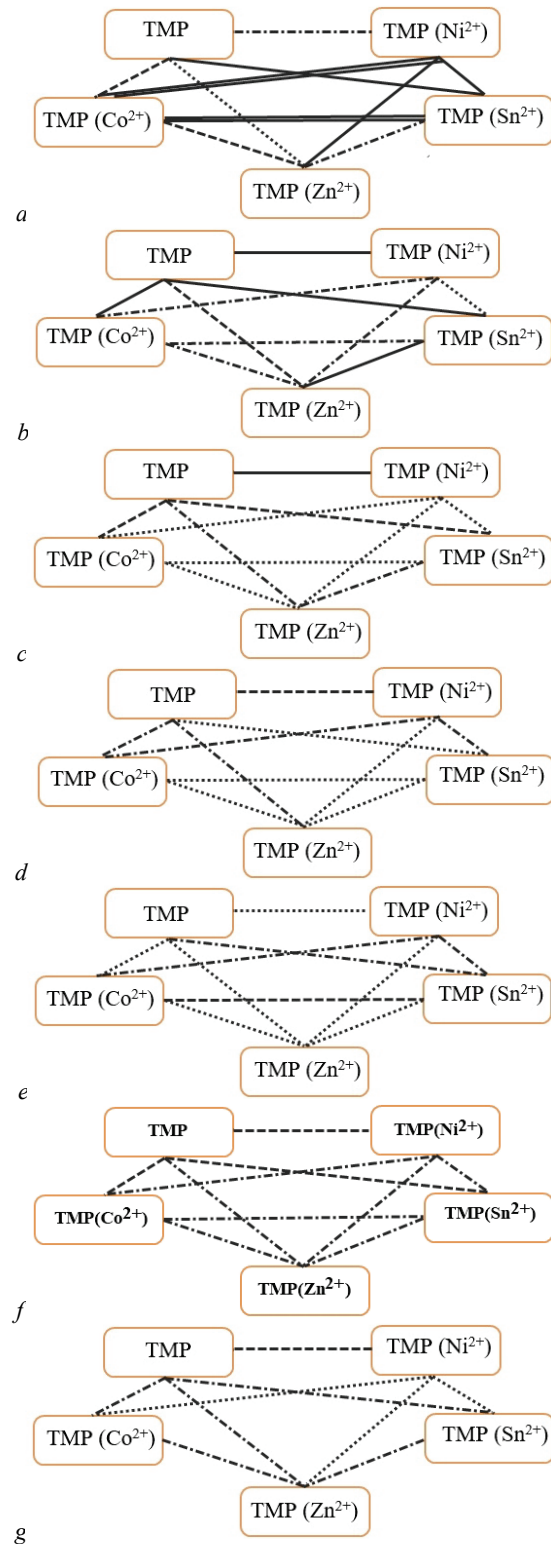 TMP TMP (Ni²⁺)
TMP (Co²⁺) TMP (Sn²⁺)
TMP (Zn²⁺)
a
TMP TMP (Ni²⁺)
TMP (Co²⁺) TMP (Sn²⁺)
TMP (Zn²⁺)
b
TMP TMP (Ni²⁺)
TMP (Co²⁺) TMP (Sn²⁺)
TMP (Zn²⁺)
c
TMP TMP (Ni²⁺)
TMP (Co²⁺) TMP (Sn²⁺)
TMP (Zn²⁺)
d
TMP TMP (Ni²⁺)
TMP (Co²⁺) TMP (Sn²⁺)
TMP (Zn²⁺)
e
TMP TMP(Ni²⁺)
TMP(Co²⁺) TMP(Sn²⁺)
TMP(Zn²⁺)
f
TMP TMP (Ni²⁺)
TMP (Co²⁺) TMP (Sn²⁺)
TMP (Zn²⁺)
g